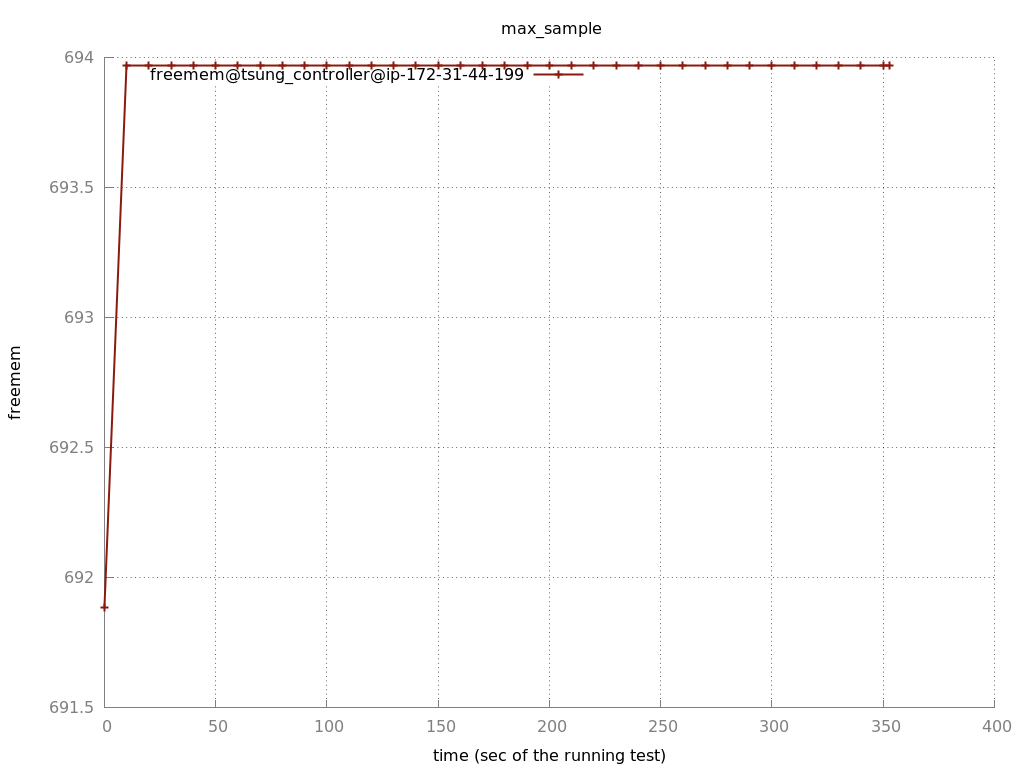 max_sample
694
freemem@tsung_controller@ip-172-31-44-199
693.5
693
692.5
692
691.5
freemem
0 50 100 150 200 250 300 350 400
time (sec of the running test)